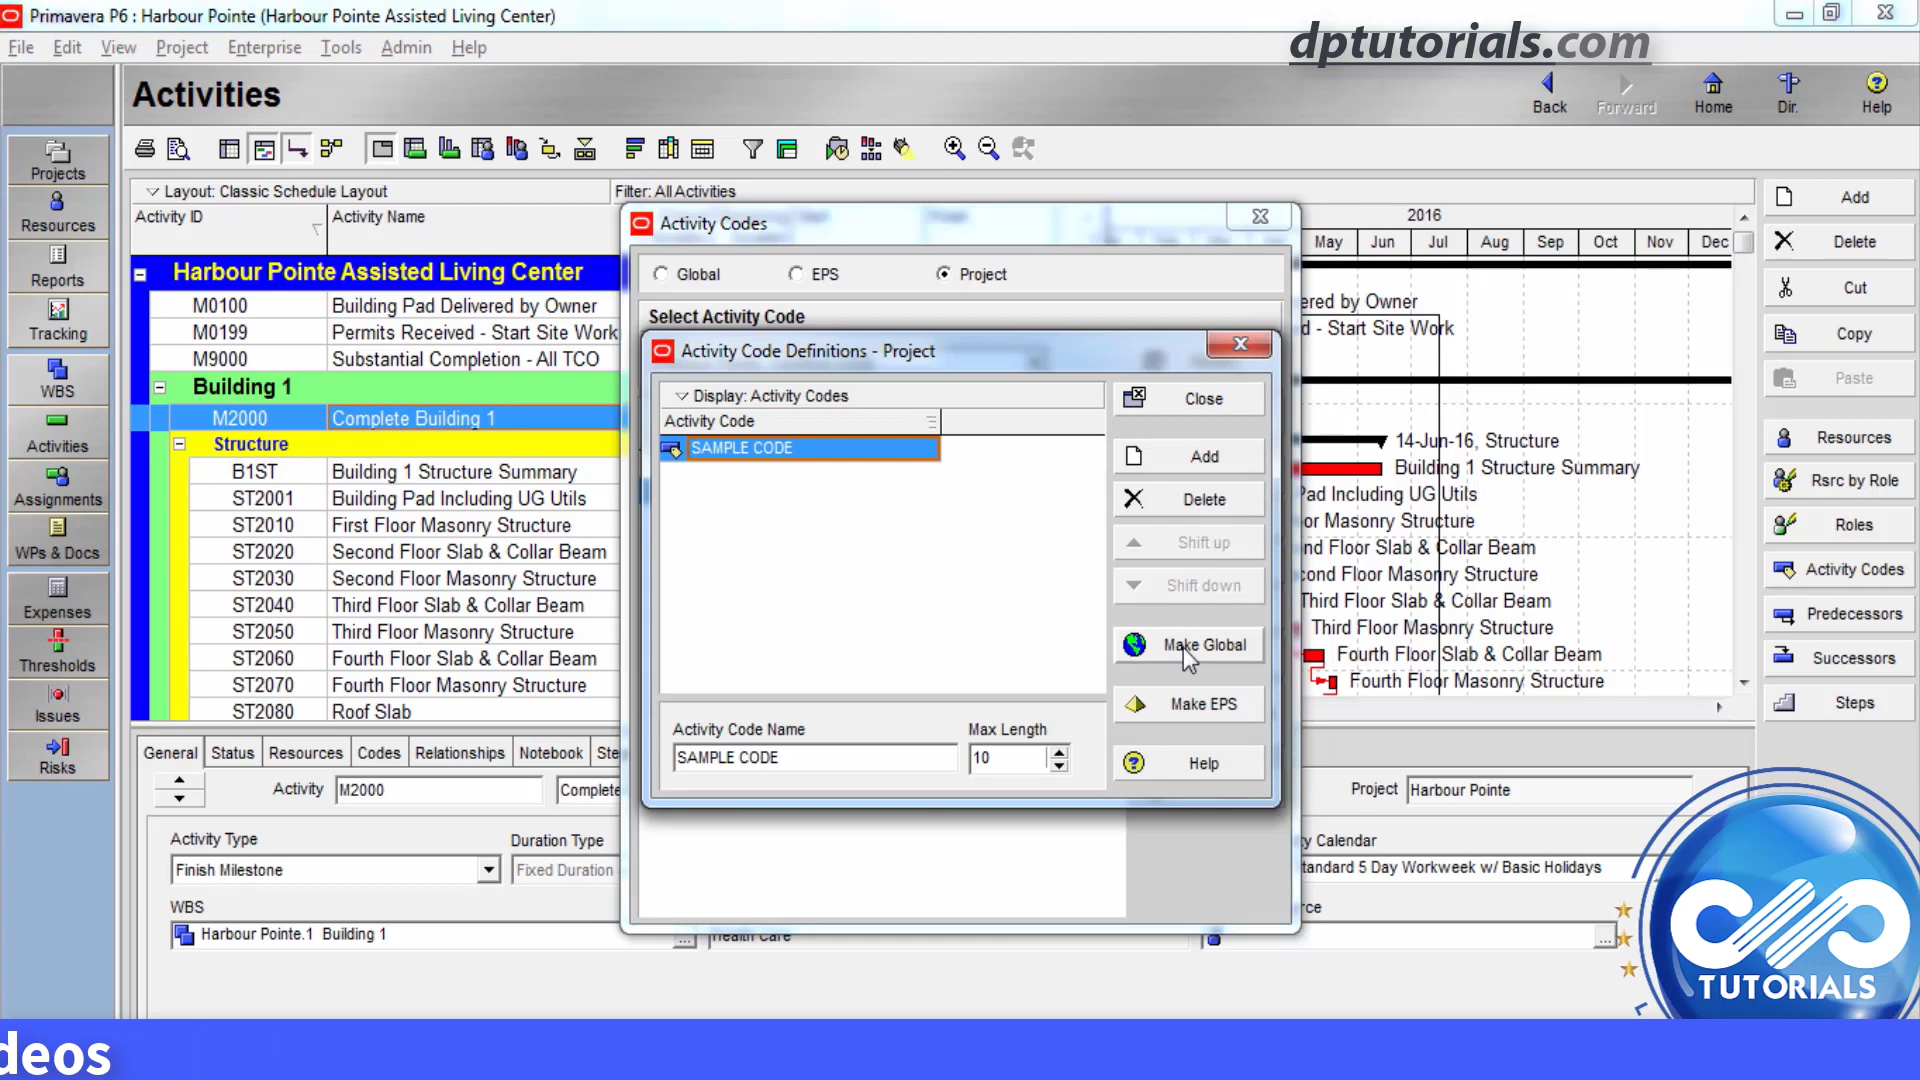 Primavera P6 : Harbour Pointe (Harbour Pointe Assisted Living Center)
File Edit View Project Enterprise Tools Admin Help
dptutorials.com
Activities
Back Forward Home Dir. Help
Projects
Resources
Reports
Tracking
WBS
Activities
Assignments
WPs & Docs
Expenses
Thresholds
Issues
Risks
Layout: Classic Schedule Layout
Filter: All Activities
Activity ID Activity Name
2016
May Jun Jul Aug Sep Oct Nov Dec
Harbour Pointe Assisted Living Center
M0100 Building Pad Delivered by Owner
M0199 Permits Received - Start Site Work
M9000 Substantial Completion - All TCO
Building 1
M2000 Complete Building 1
Structure
B1ST Building 1 Structure Summary
ST2001 Building Pad Including UG Utils
ST2010 First Floor Masonry Structure
ST2020 Second Floor Slab & Collar Beam
ST2030 Second Floor Masonry Structure
ST2040 Third Floor Slab & Collar Beam
ST2050 Third Floor Masonry Structure
ST2060 Fourth Floor Slab & Collar Beam
ST2070 Fourth Floor Masonry Structure
ST2080 Roof Slab
Activity Codes
Global EPS Project
Select Activity Code
Activity Code Definitions - Project
Display: Activity Codes
Activity Code
SAMPLE CODE
Close
Add
Delete
Shift up
Shift down
Make Global
Make EPS
Help
Activity Code Name Max Length
SAMPLE CODE 10
ered by Owner
d - Start Site Work
14-Jun-16, Structure
Building 1 Structure Summary
Pad Including UG Utils
or Masonry Structure
nd Floor Slab & Collar Beam
cond Floor Masonry Structure
Third Floor Slab & Collar Beam
Third Floor Masonry Structure
Fourth Floor Slab & Collar Beam
Fourth Floor Masonry Structure
Add
Delete
Cut
Copy
Paste
Resources
Rsrc by Role
Roles
Activity Codes
Predecessors
Successors
Steps
General Status Resources Codes Relationships Notebook Ste
Activity M2000 Complete
Project Harbour Pointe
Activity Type Duration Type
y Calendar
Finish Milestone Fixed Duration
tandard 5 Day Workweek w/ Basic Holidays
WBS
rce
Harbour Pointe.1 Building 1
... Health Care
...
TUTORIALS
deos